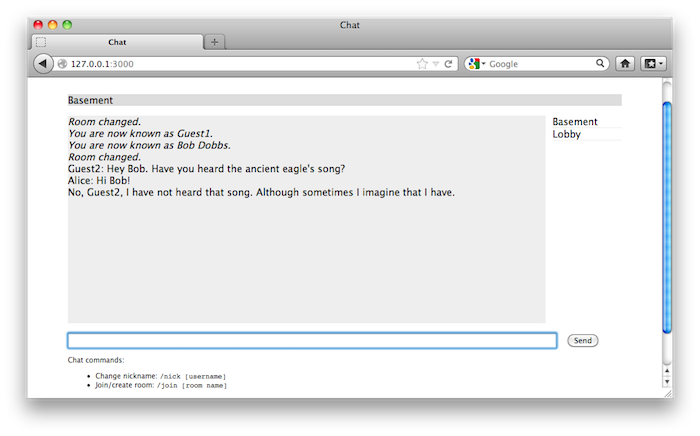 Chat
Chat
127.0.0.1:3000
Google
Basement
Room changed.
You are now known as Guest1.
You are now known as Bob Dobbs.
Room changed.
Guest2: Hey Bob. Have you heard the ancient eagle's song?
Alice: Hi Bob!
No, Guest2, I have not heard that song. Although sometimes I imagine that I have.
Basement
Lobby
Send
Chat commands:
• Change nickname: /nick [username]
• Join/create room: /join [room name]